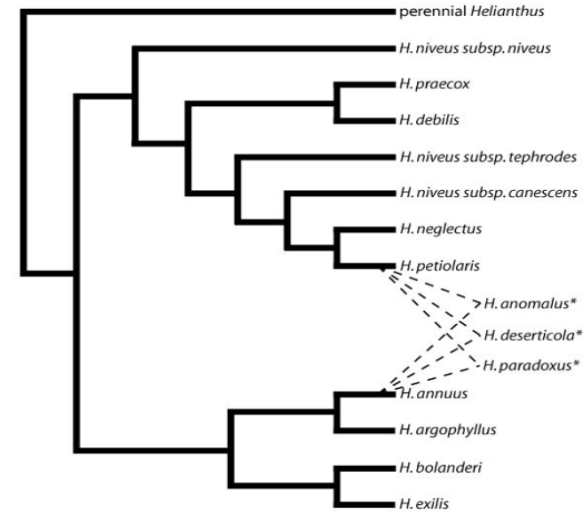 perennial Helianthus
H. niveus subsp. niveus
H. praecox
H. debilis
H. niveus subsp. tephrodes
H. niveus subsp. canescens
H. neglectus
H. petiolaris
H. anomalus*
H. deserticola*
H. paradoxus*
H. annuus
H. argophyllus
H. bolanderi
H. exilis